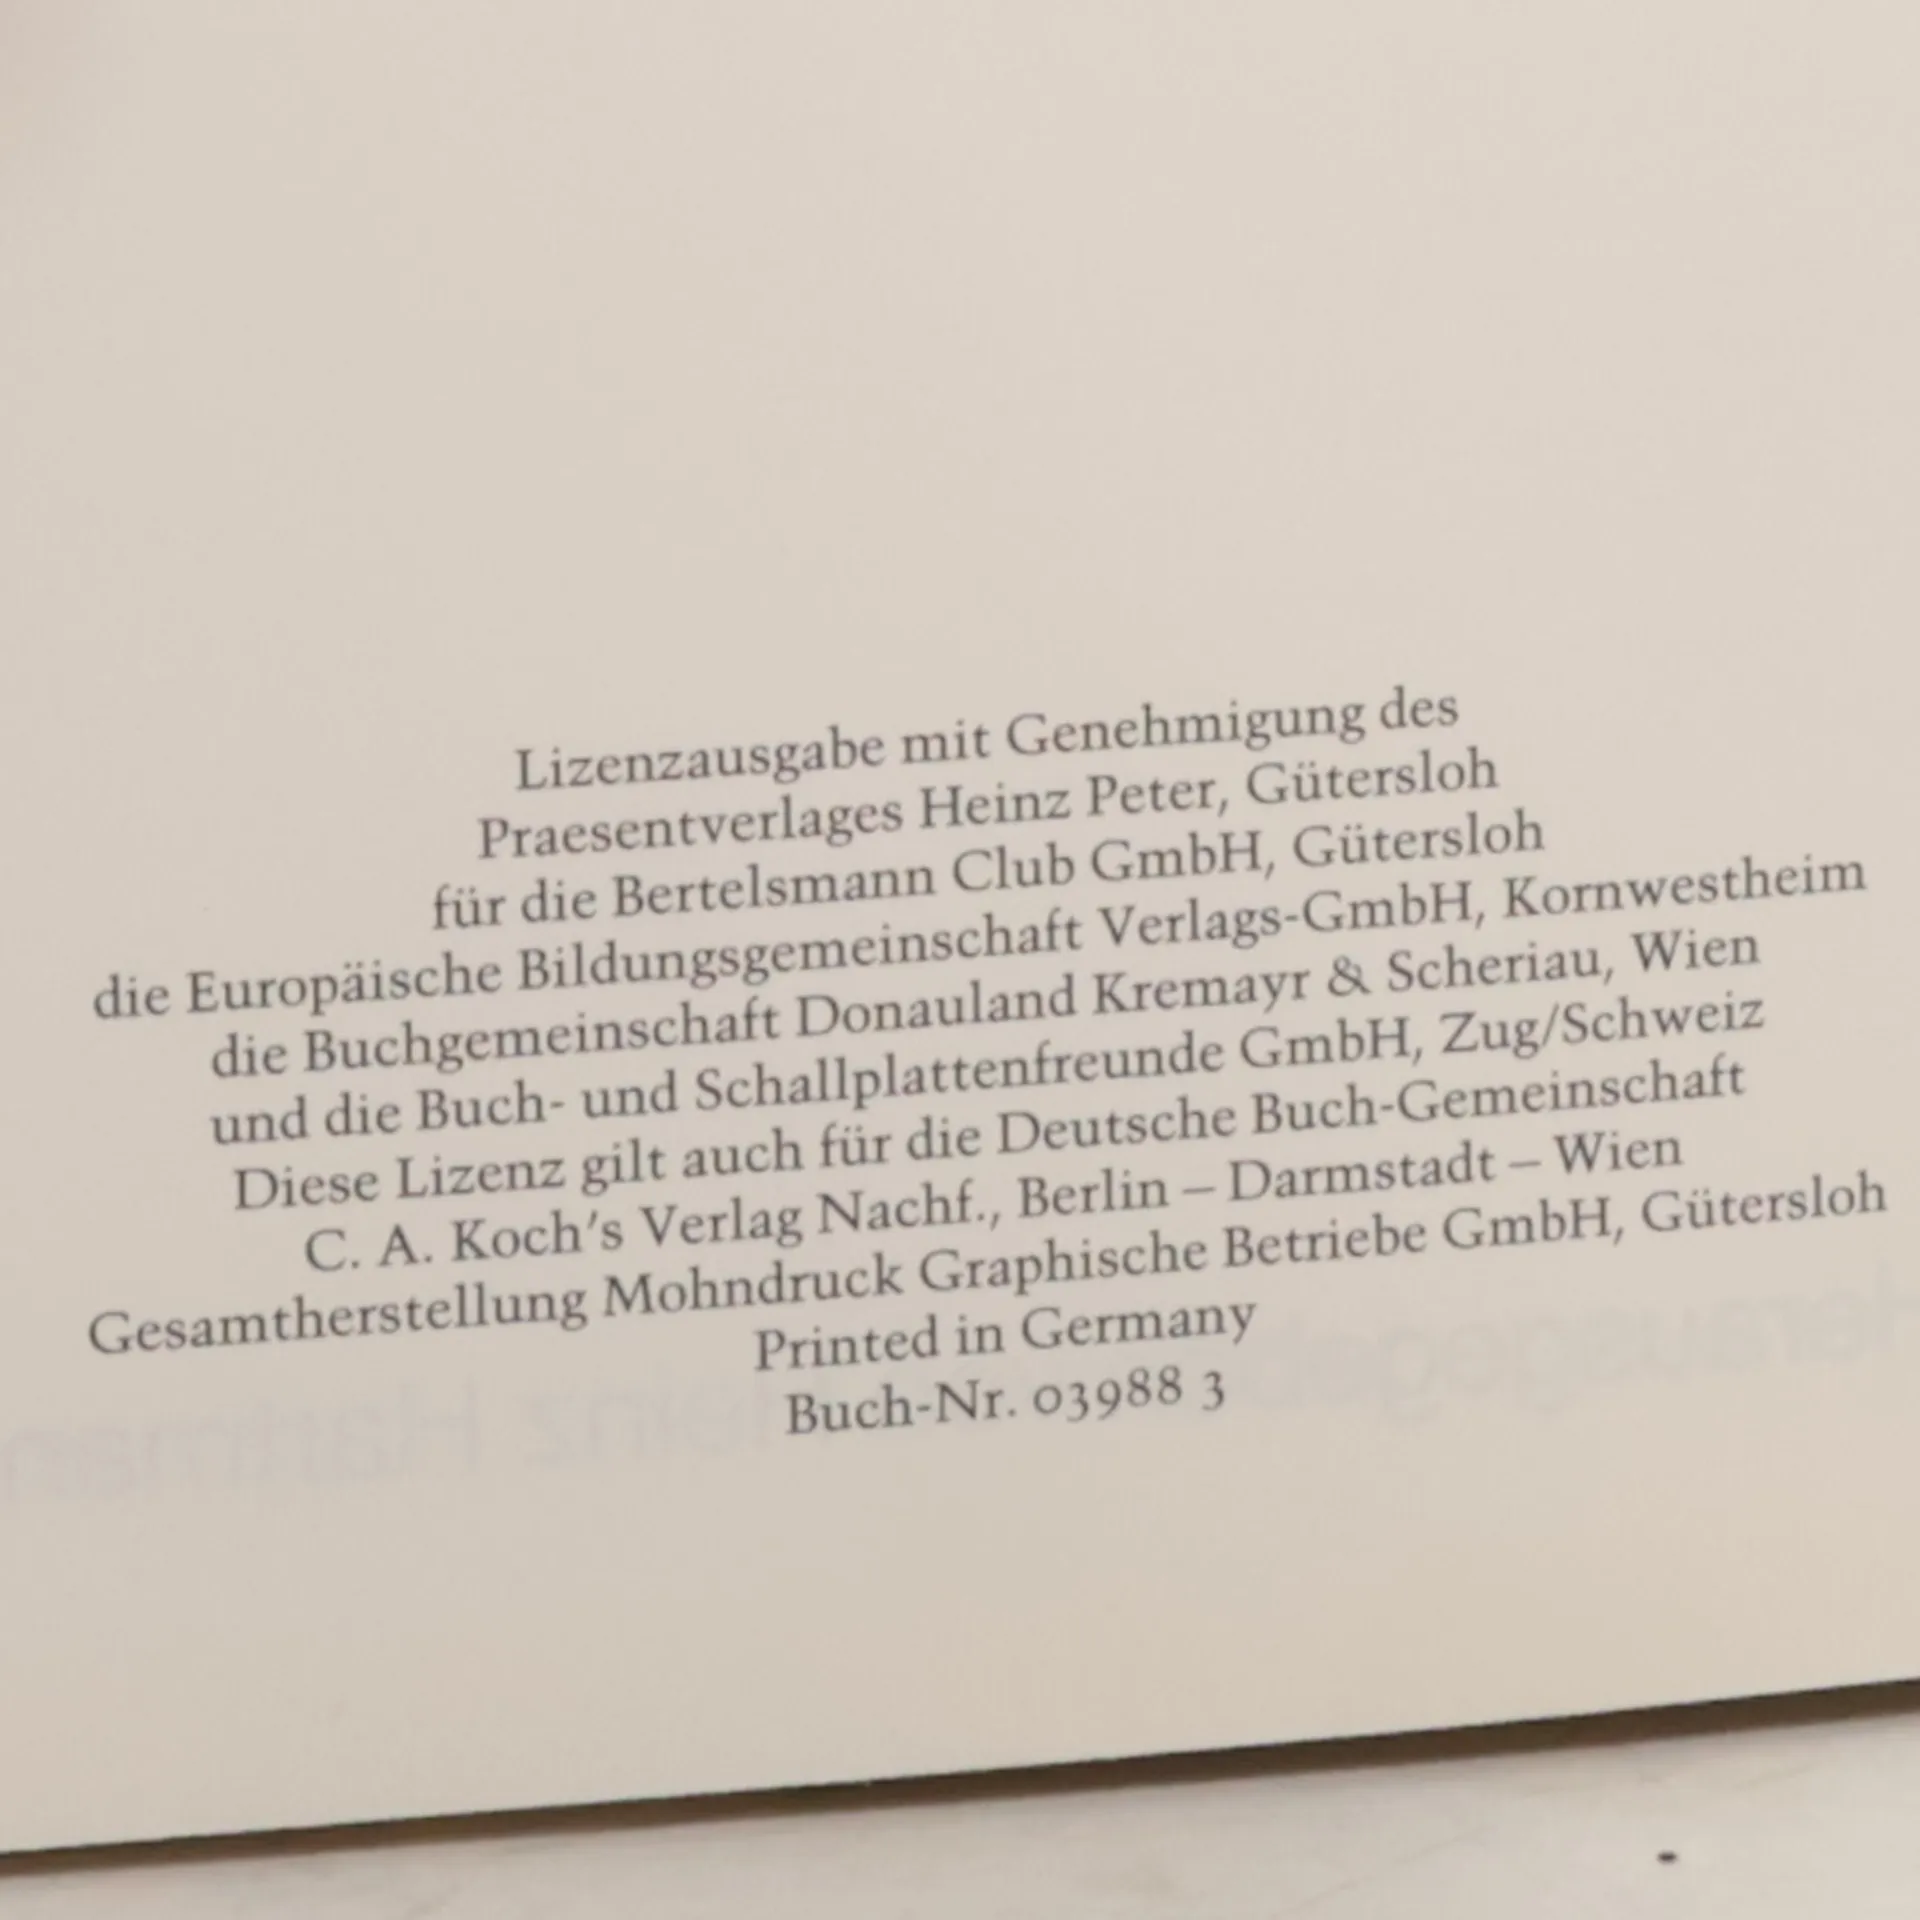 Lizenzausgabe mit Genehmigung des
Praesentverlages Heinz Peter, Gütersloh
für die Bertelsmann Club GmbH, Gütersloh
die Europäische Bildungsgemeinschaft Verlags-GmbH, Kornwestheim
die Buchgemeinschaft Donauland Kremayr & Scheriau, Wien
und die Buch- und Schallplattenfreunde GmbH, Zug/Schweiz
Diese Lizenz gilt auch für die Deutsche Buch-Gemeinschaft
C. A. Koch's Verlag Nachf., Berlin – Darmstadt – Wien
Gesamtherstellung Mohndruck Graphische Betriebe GmbH, Gütersloh
Printed in Germany
Buch-Nr. 03988 3